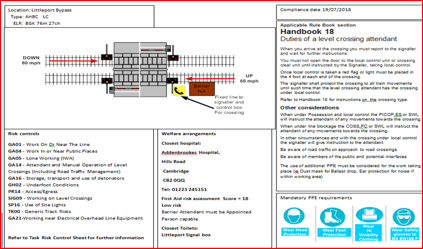 Location: Littleport Bypass
Type: AHBC LC
ELR: BGK 76m 27ch
DOWN
60 mph
UP
60 mph
Barrier
Fixed line to
signaller and
control box
For crossing
Risk controls
GA01 - Work On Or Near The Line
GA04 - Work In or Near Public Places
GA05 - Lone Working (IWA)
GA14 - Attendant and Manual Operation of Level
Crossings (Including Road Traffic Management)
GA16 - Storage, transport and use of detonators
GH02 - Underfoot Conditions
PR14 - Access/Egress
SIG09 - Working on Level Crossings
SP16 - Use of Site Lights
TK00 - Generic Track Risks
GA21-Working near Electrical Overhead Line Equipment
Refer to Task Risk Control Sheet for further information
Welfare arrangements
Closest hospital:
Addenbrookes Hospital,
Hills Road
Cambridge
CB2 0QQ
Tel: 01223 245151
First Aid risk assessment Score = 18
Low risk
Barrier Attendant must be Appointed
Person capable
Closest Toilets:
Littleport Signal box
Compliance date 19/07/2018
Applicable Rule Book section
Handbook 18
Duties of a level crossing attendant
When you arrive at the crossing you must report to the signaller
and wait for further instructions.
You must not open the door to the local control unit or crossing
clear unit until instructed by the Signaller, taking local control.
Once local control is taken a red flag or light must be placed in
the 4 foot at each end of the crossing.
The signaller shall protect the crossing to all train movements
until such time that the level crossing attendant has the crossing
under local control.
Refer to Handbook 18 for instructions on the crossing type.
Other considerations
When under Possession and local control the PICOP,ES or SWL
will instruct the attendant of any movements towards the crossing.
When under line blockage the COSS,PC or SWL will instruct the
attendant of any movements towards the crossing.
In other circumstances and with the crossing under local control
the signaller will give instruction to the attendant.
Be aware of road traffic on approach to road crossings
Be aware of members of the public and potential interfaces
The use of additional PPE must be considered for the work taking
place ie Dust mask for Ballast drop. Ear protection for noise if
within working area)
Mandatory PPE requirements
Wear Head
Protection
Wear Foot
Protection
Wear
Hi
Visibility
Clothing
Wear Safety
glasses to